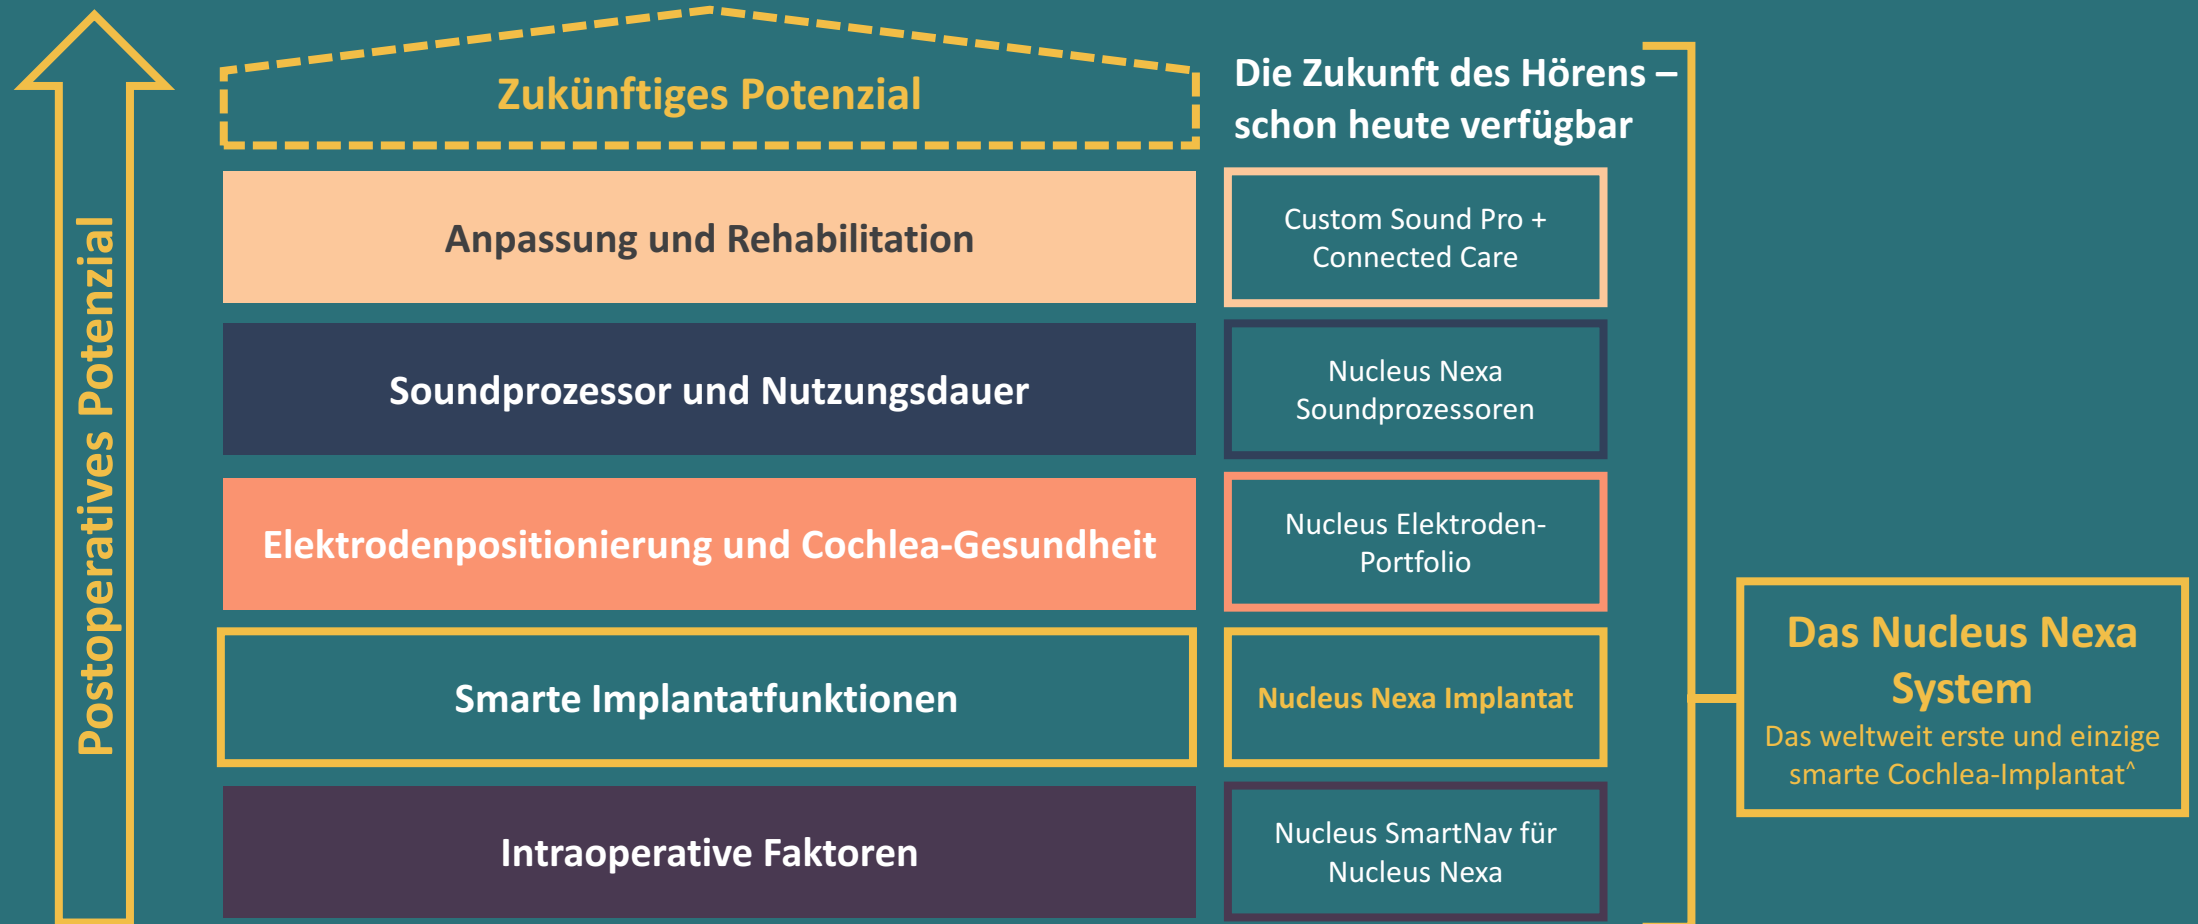 Postoperatives Potenzial
Zukünftiges Potenzial
Die Zukunft des Hörens –
schon heute verfügbar
Anpassung und Rehabilitation
Custom Sound Pro +
Connected Care
Soundprozessor und Nutzungsdauer
Nucleus Nexa
Soundprozessoren
Elektrodenpositionierung und Cochlea-Gesundheit
Nucleus Elektroden-
Portfolio
Smarte Implantatfunktionen
Nucleus Nexa Implantat
Intraoperative Faktoren
Nucleus SmartNav für
Nucleus Nexa
Das Nucleus Nexa
System
Das weltweit erste und einzige
smarte Cochlea-Implantat^